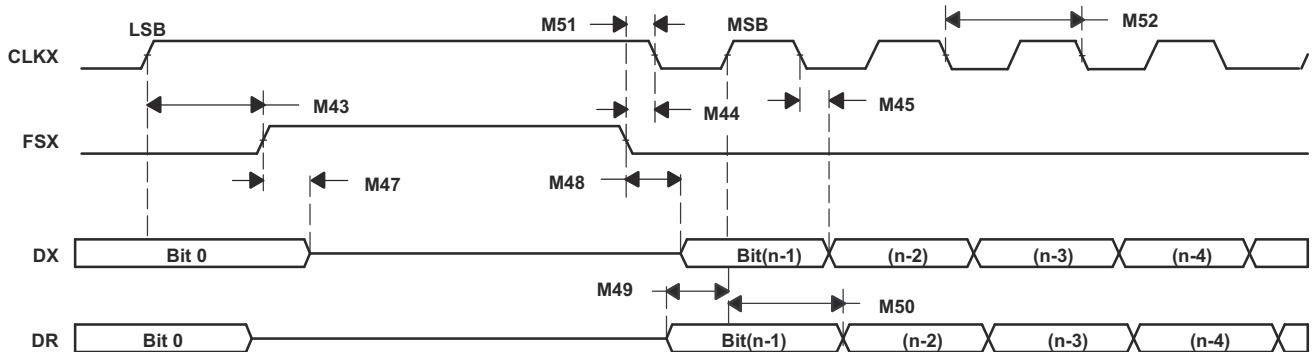 LSB
M51
MSB
M52
CLKX
M43
M44
M45
FSX
M47
M48
DX
Bit 0
Bit(n-1)
(n-2)
(n-3)
(n-4)
M49
M50
DR
Bit 0
Bit(n-1)
(n-2)
(n-3)
(n-4)